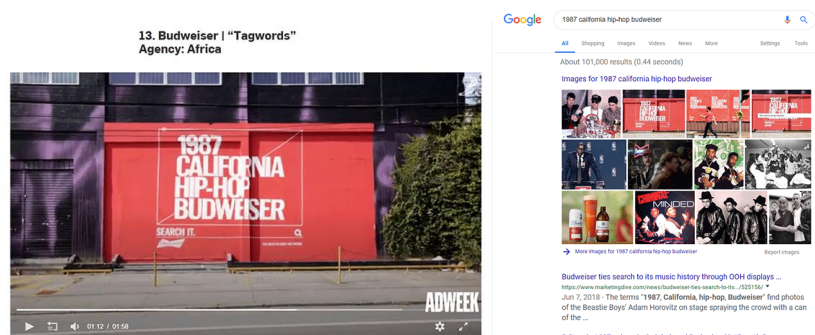 13. Budweiser | “Tagwords”
Agency: Africa
1987
CALIFORNIA
HIP-HOP
BUDWEISER
SEARCH IT.
ADWEEK
01:12 / 01:58
Google
1987 california hip-hop budweiser
All Shopping Images Videos News More Settings Tools
About 101,000 results (0.44 seconds)
Images for 1987 california hip-hop budweiser
CRIMINAL
MINDED
More images for 1987 california hip-hop budweiser
Report images
Budweiser ties search to its music history through OOH displays ...
https://www.marketingdive.com/news/budweiser-ties-search-to-its.../525156/
Jun 7, 2018 - The terms "1987, California, hip-hop, Budweiser" find photos
of the Beastie Boys' Adam Horovitz on stage spraying the crowd with a can
of the ...